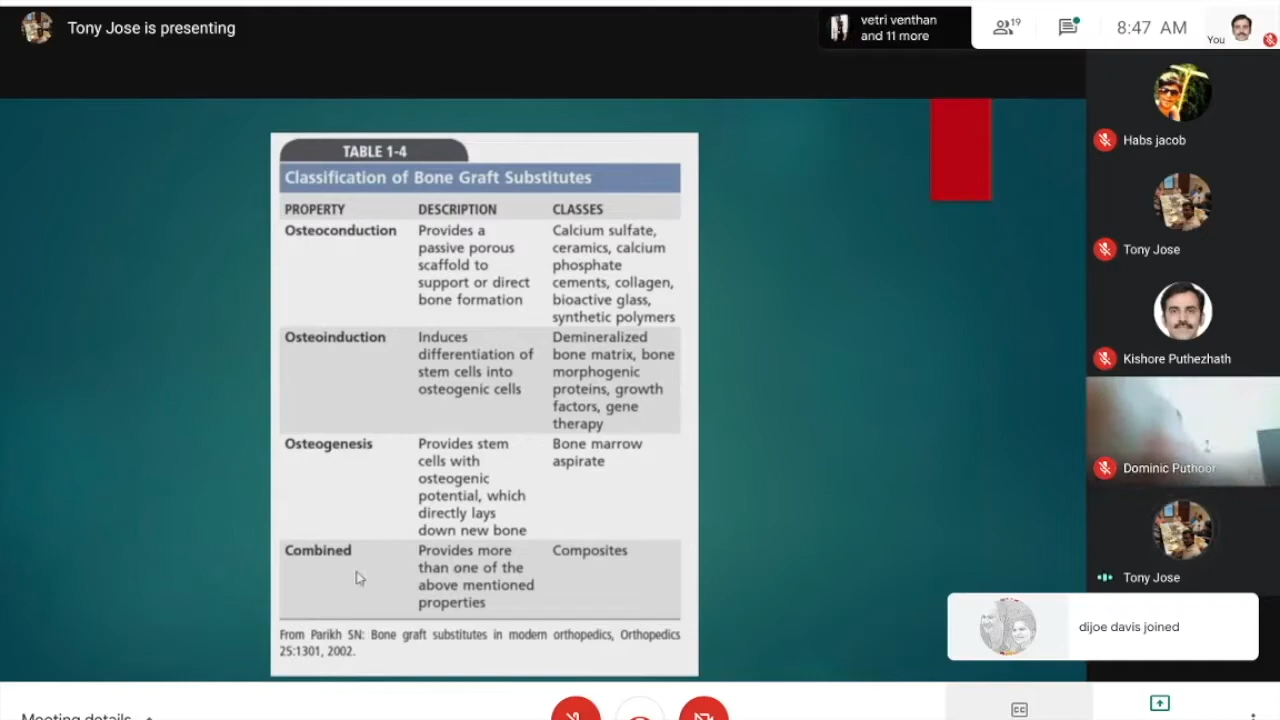 Tony Jose is presenting
vetri venthan
and 11 more
19
8:47 AM
You
TABLE 1-4
Classification of Bone Graft Substitutes
PROPERTY DESCRIPTION CLASSES
Osteoconduction Provides a Calcium sulfate,
passive porous ceramics, calcium
scaffold to phosphate
support or direct cements, collagen,
bone formation bioactive glass,
synthetic polymers
Osteoinduction Induces Demineralized
differentiation of bone matrix, bone
stem cells into morphogenic
osteogenic cells proteins, growth
factors, gene
therapy
Osteogenesis Provides stem Bone marrow
cells with aspirate
osteogenic
potential, which
directly lays
down new bone
Combined Provides more Composites
than one of the
above mentioned
properties
From Parikh SN: Bone graft substitutes in modern orthopedics, Orthopedics
25:1301, 2002.
Habs jacob
Tony Jose
Kishore Puthezhath
Dominic Puthoor
Tony Jose
dijoe davis joined
Meeting details
CC